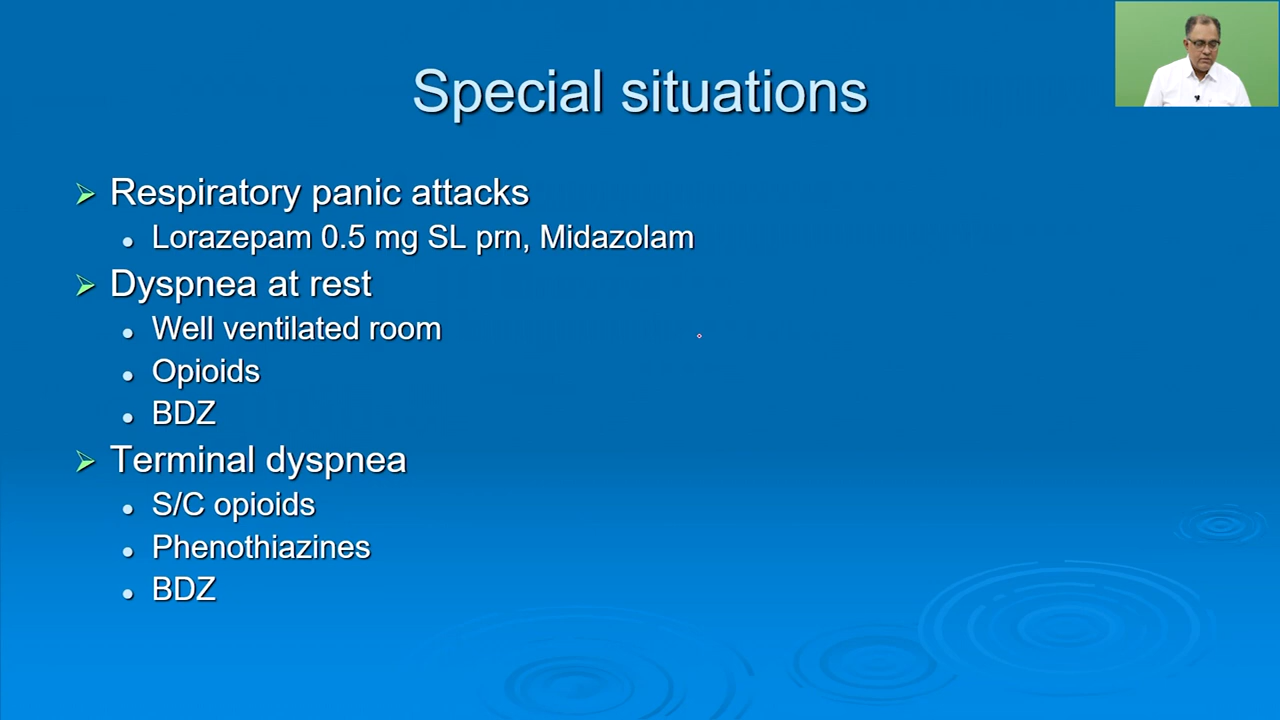 Special situations
Respiratory panic attacks
Lorazepam 0.5 mg SL prn, Midazolam
Dyspnea at rest
Well ventilated room
Opioids
BDZ
Terminal dyspnea
S/C opioids
Phenothiazines
BDZ